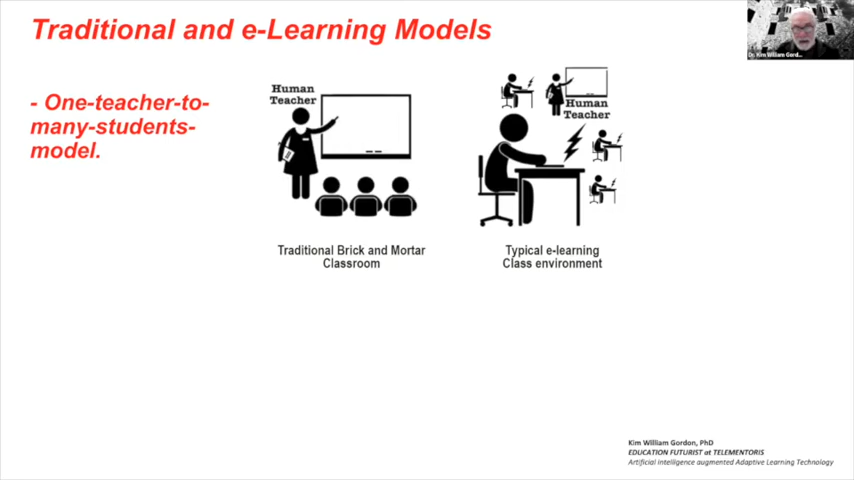 Traditional and e-Learning Models
- One-teacher-to-
many-students-
model.
Human
Teacher
Traditional Brick and Mortar
Classroom
Human
Teacher
Typical e-learning
Class environment
Dr. Kim William Gord...
Kim William Gordon, PhD
EDUCATION FUTURIST at TELEMENTORIS
Artificial Intelligence augmented Adaptive Learning Technology